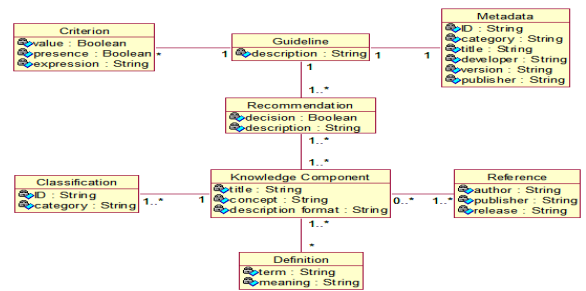 Criterion
value : Boolean
presence : Boolean
expression : String
*
1
Guideline
description : String
1
1
1
Metadata
ID : String
category : String
title : String
developer : String
version : String
publisher : String
1..*
Recommendation
decision : Boolean
description : String
1..*
1..*
Classification
ID : String
category : String
1..*
1
Knowledge Component
title : String
concept : String
description format : String
0..*
1..*
Reference
author : String
publisher : String
release : String
1..*
*
Definition
term : String
meaning : String